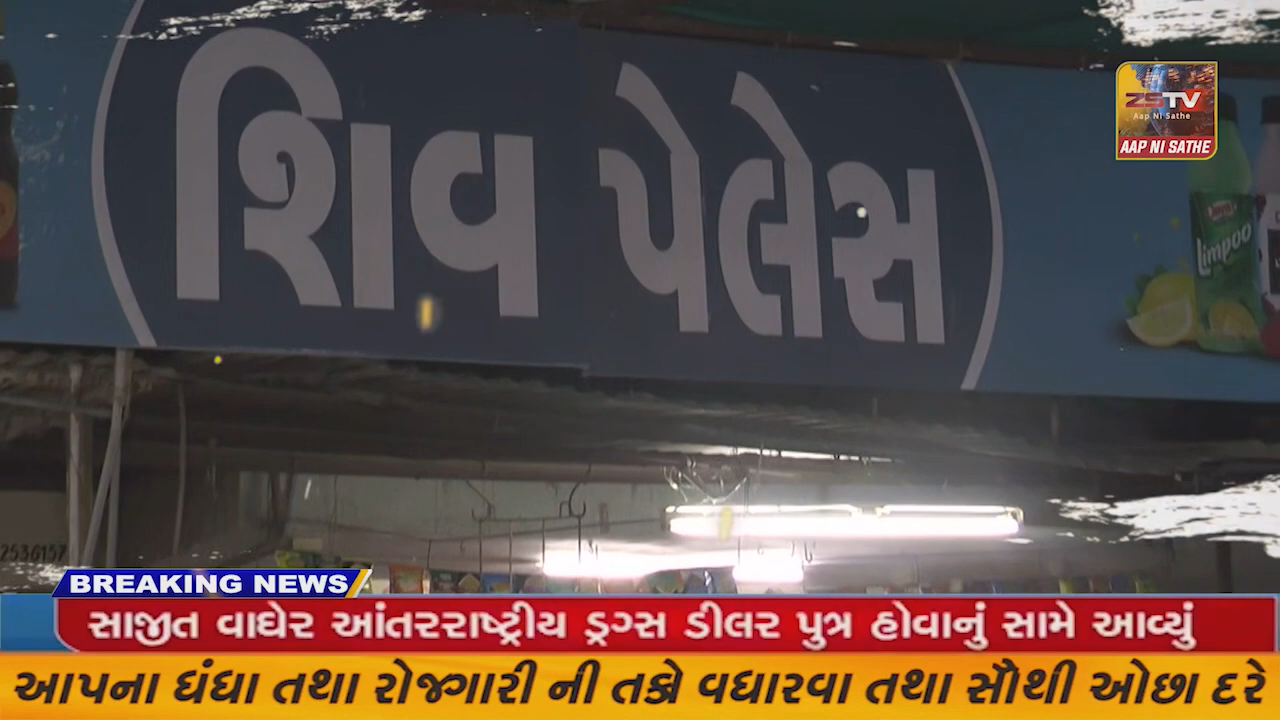 શિવ પેલેસ
ZSTV
Aap Ni Sathe
AAP NI SATHE
Limpoo
2536157
BREAKING NEWS
સાજીત વાઘેર આંતરરાષ્ટ્રીય ડ્રગ્સ ડીલર પુત્ર હોવાનું સામે આવ્યું
આપના ધંધા તથા રોજગારી ની તકો વધારવા તથા સૌથી ઓછા દરે